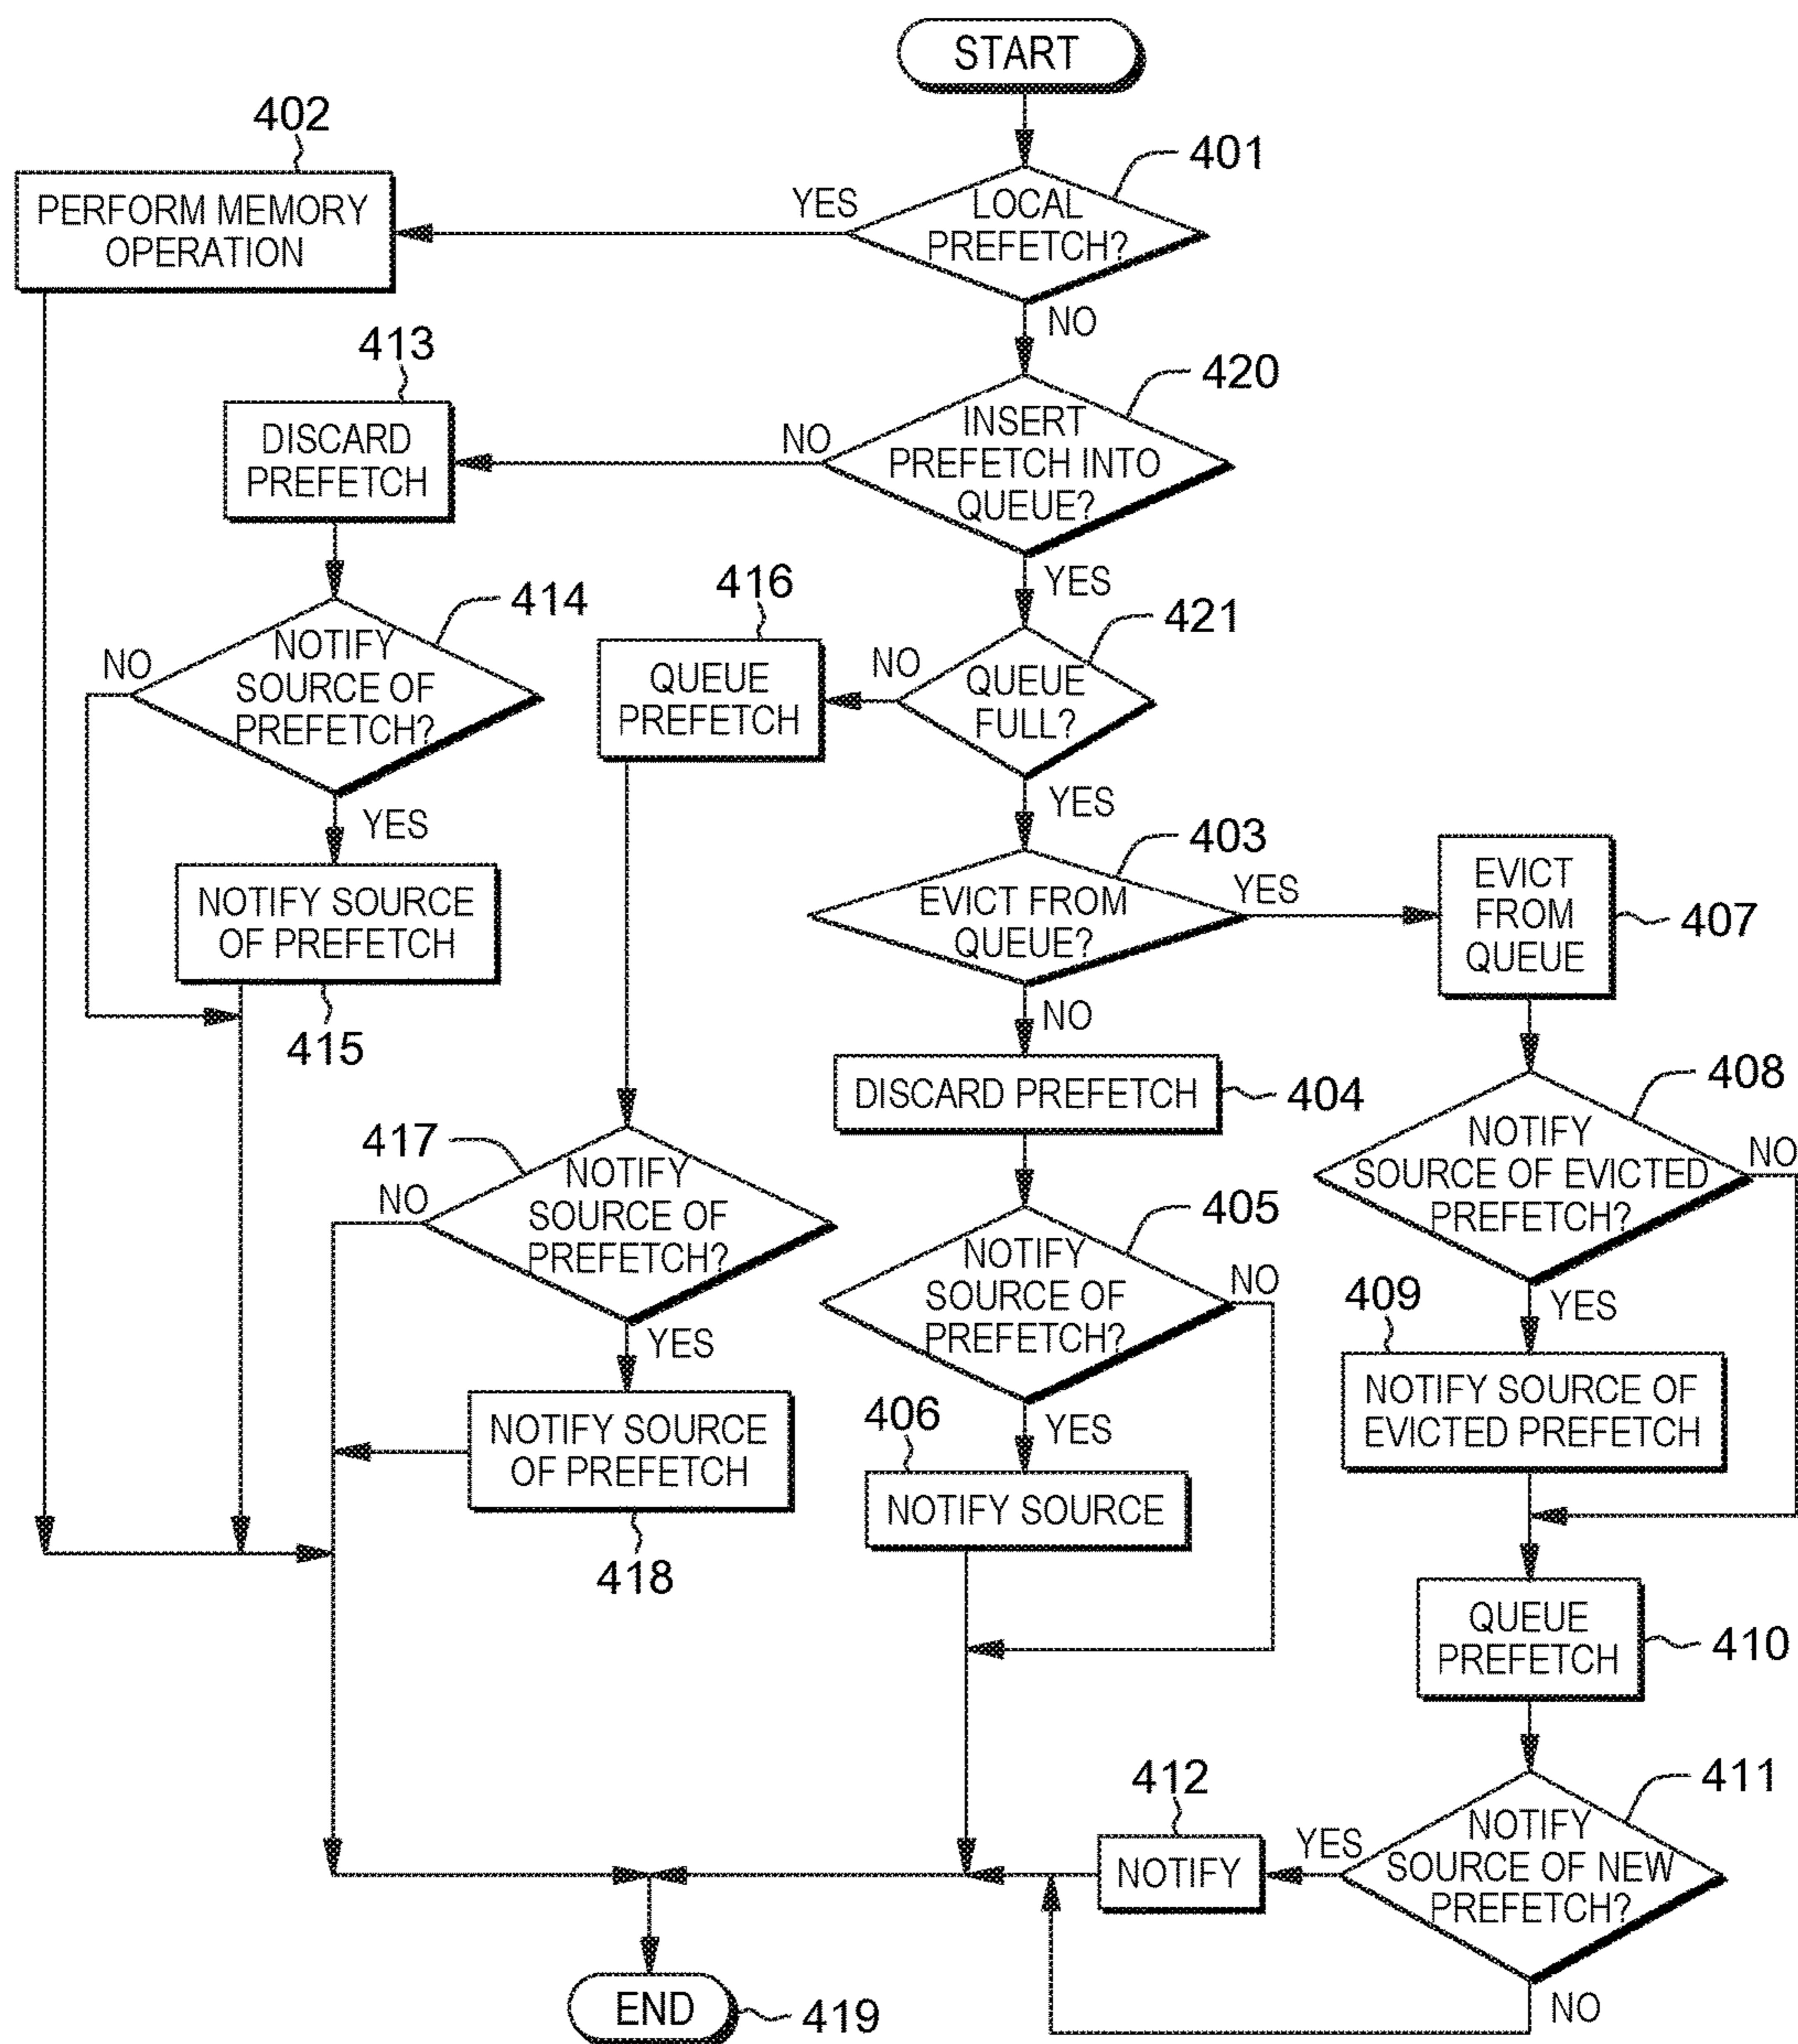 START
402
401
PERFORM MEMORY
OPERATION
YES
LOCAL
PREFETCH?
NO
413
420
DISCARD
PREFETCH
NO
INSERT
PREFETCH INTO
QUEUE?
YES
414
416
421
NOTIFY
SOURCE OF
PREFETCH?
NO
QUEUE
PREFETCH
NO
QUEUE
FULL?
YES
YES
403
NOTIFY SOURCE
OF PREFETCH
415
EVICT FROM
QUEUE?
YES
EVICT
FROM
QUEUE
407
NO
DISCARD PREFETCH
404
408
417
NOTIFY
SOURCE OF
PREFETCH?
NO
NOTIFY
SOURCE OF EVICTED
PREFETCH?
NO
405
NOTIFY
SOURCE OF
PREFETCH?
NO
YES
YES
409
NOTIFY SOURCE OF
EVICTED PREFETCH
NOTIFY SOURCE
OF PREFETCH
418
406
YES
NOTIFY SOURCE
QUEUE
PREFETCH
410
412
411
NOTIFY
YES
NOTIFY
SOURCE OF NEW
PREFETCH?
NO
END
419